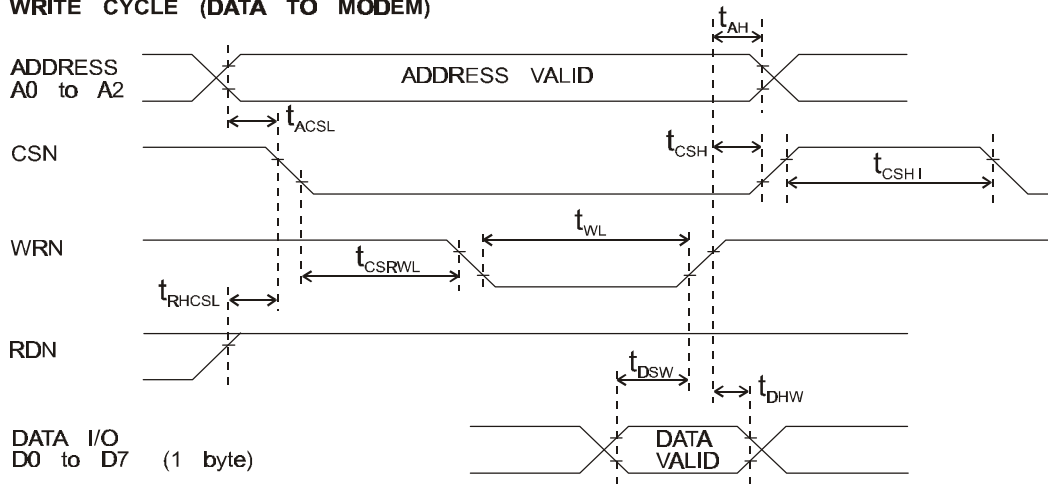 WRITE CYCLE (DATA TO MODEM)
tAH
ADDRESS
A0 to A2
ADDRESS VALID
tACSL
CSN
tCSH
tCSHI
WRN
tWL
tCSRWL
tRHCSL
RDN
tDSW
tDHW
DATA I/O
D0 to D7 (1 byte)
DATA
VALID